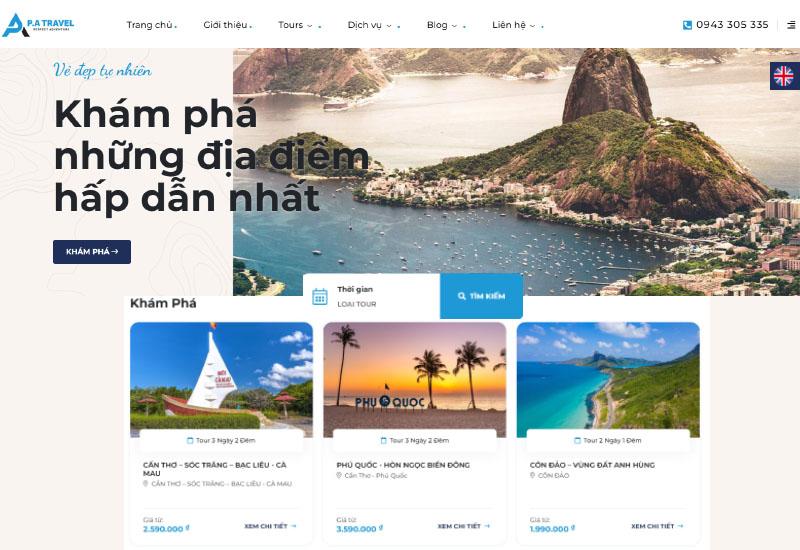 P.A TRAVEL
PERFECT ADVENTURE
Trang chủ
Giới thiệu
Tours
Dịch vụ
Blog
Liên hệ
0943 305 335
Vẻ đẹp tự nhiên
Khám phá
những địa điểm
hấp dẫn nhất
KHÁM PHÁ →
Thời gian
LOẠI TOUR
TÌM KIẾM
Khám Phá
MŨI
CÀ MAU
PHU QUOC
Tour 3 Ngày 2 Đêm
Tour 3 Ngày 2 Đêm
Tour 2 Ngày 1 Đêm
CẦN THƠ – SÓC TRĂNG – BẠC LIÊU - CÀ
MAU
CẦN THƠ – SÓC TRĂNG – BẠC LIÊU - CÀ MAU
PHÚ QUỐC - HÒN NGỌC BIỂN ĐÔNG
Cần Thơ - Phú Quốc
CÔN ĐẢO – VÙNG ĐẤT ANH HÙNG
CÔN ĐẢO
Giá từ:
2.590.000 ₫
XEM CHI TIẾT →
Giá từ:
3.590.000 ₫
XEM CHI TIẾT →
Giá từ:
1.990.000 ₫
XEM CHI TIẾT →